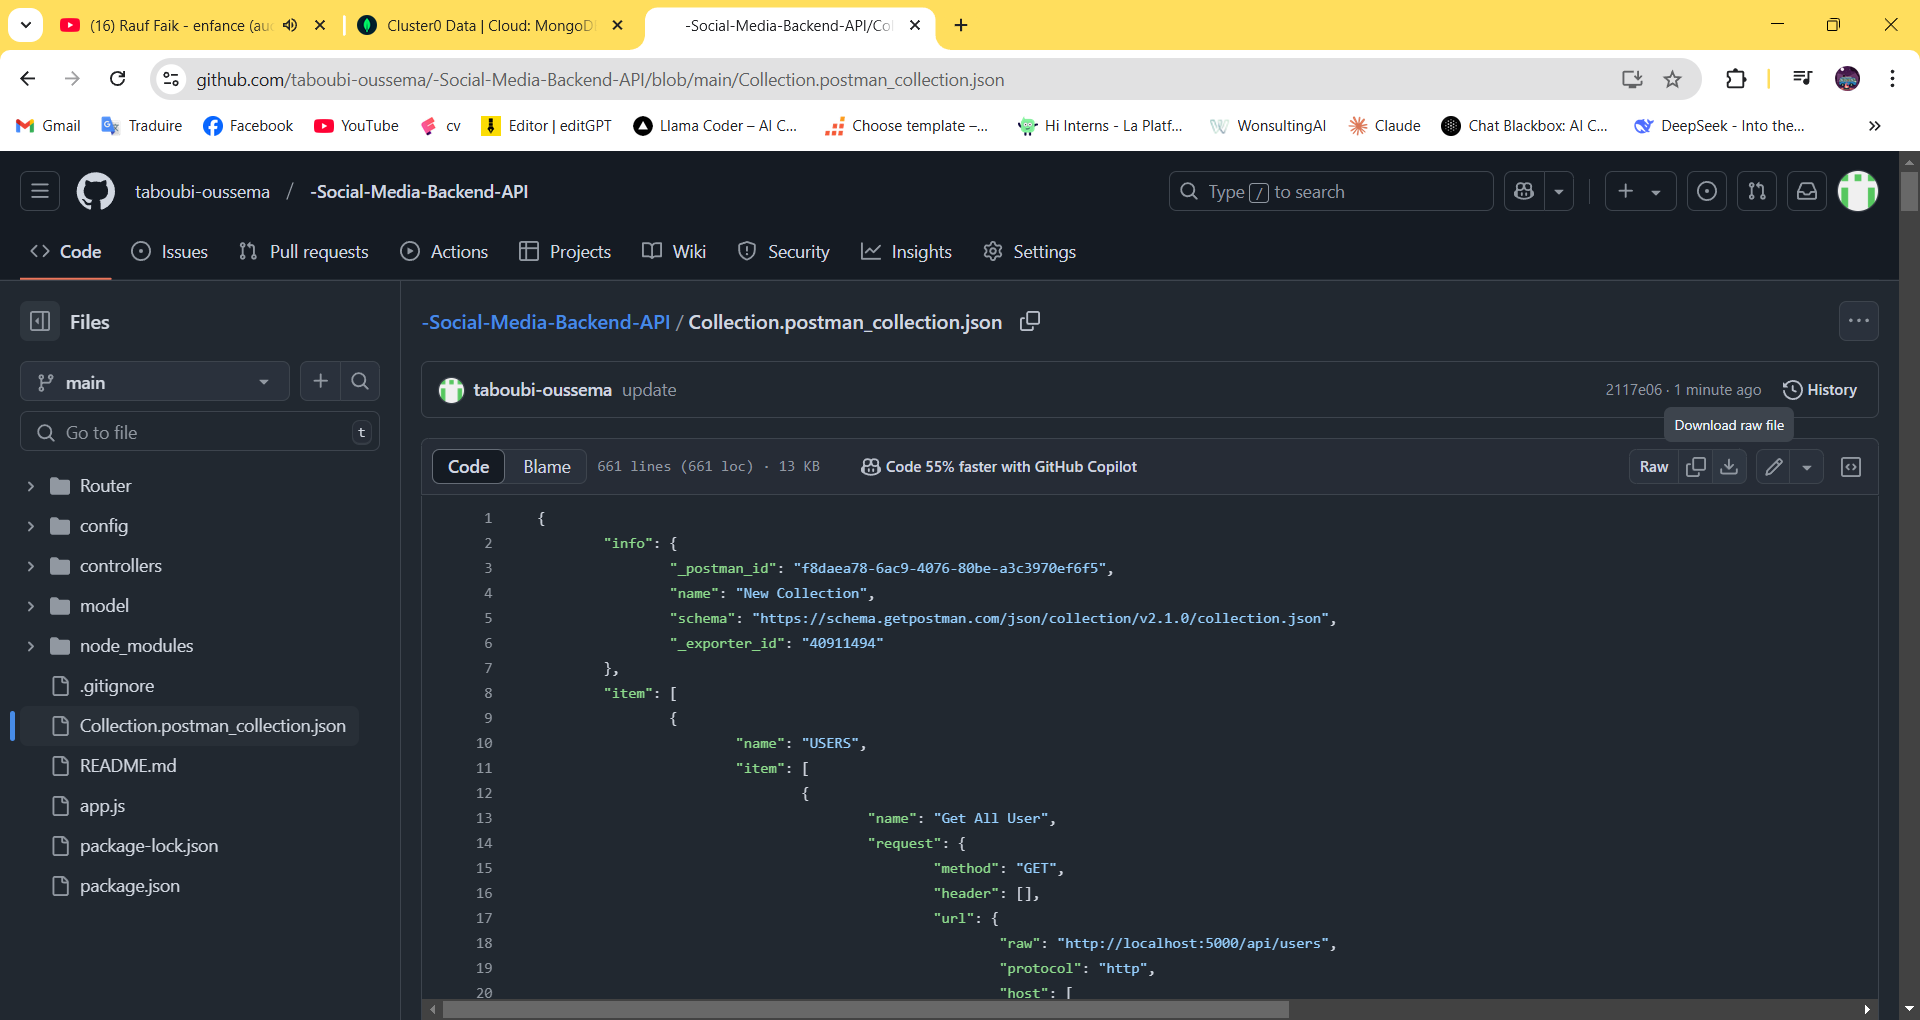 (16) Rauf Faik - enfance (au
Cluster0 Data | Cloud: MongoD
-Social-Media-Backend-API/Co
github.com/taboubi-oussema/-Social-Media-Backend-API/blob/main/Collection.postman_collection.json
Gmail Traduire Facebook YouTube cv Editor | editGPT Llama Coder – AI C... Choose template –... Hi Interns - La Platf... WonsultingAI Claude Chat Blackbox: AI C... DeepSeek - Into the... »
taboubi-oussema / -Social-Media-Backend-API
Type / to search
Code Issues Pull requests Actions Projects Wiki Security Insights Settings
Files
main
Go to file t
Router
config
controllers
model
node_modules
.gitignore
Collection.postman_collection.json
README.md
app.js
package-lock.json
package.json
-Social-Media-Backend-API / Collection.postman_collection.json
taboubi-oussema update
2117e06 · 1 minute ago History
Download raw file
Code Blame 661 lines (661 loc) · 13 KB Code 55% faster with GitHub Copilot
Raw
1 {
2 "info": {
3 "_postman_id": "f8daea78-6ac9-4076-80be-a3c3970ef6f5",
4 "name": "New Collection",
5 "schema": "https://schema.getpostman.com/json/collection/v2.1.0/collection.json",
6 "_exporter_id": "40911494"
7 },
8 "item": [
9 {
10 "name": "USERS",
11 "item": [
12 {
13 "name": "Get All User",
14 "request": {
15 "method": "GET",
16 "header": [],
17 "url": {
18 "raw": "http://localhost:5000/api/users",
19 "protocol": "http",
20 "host": [